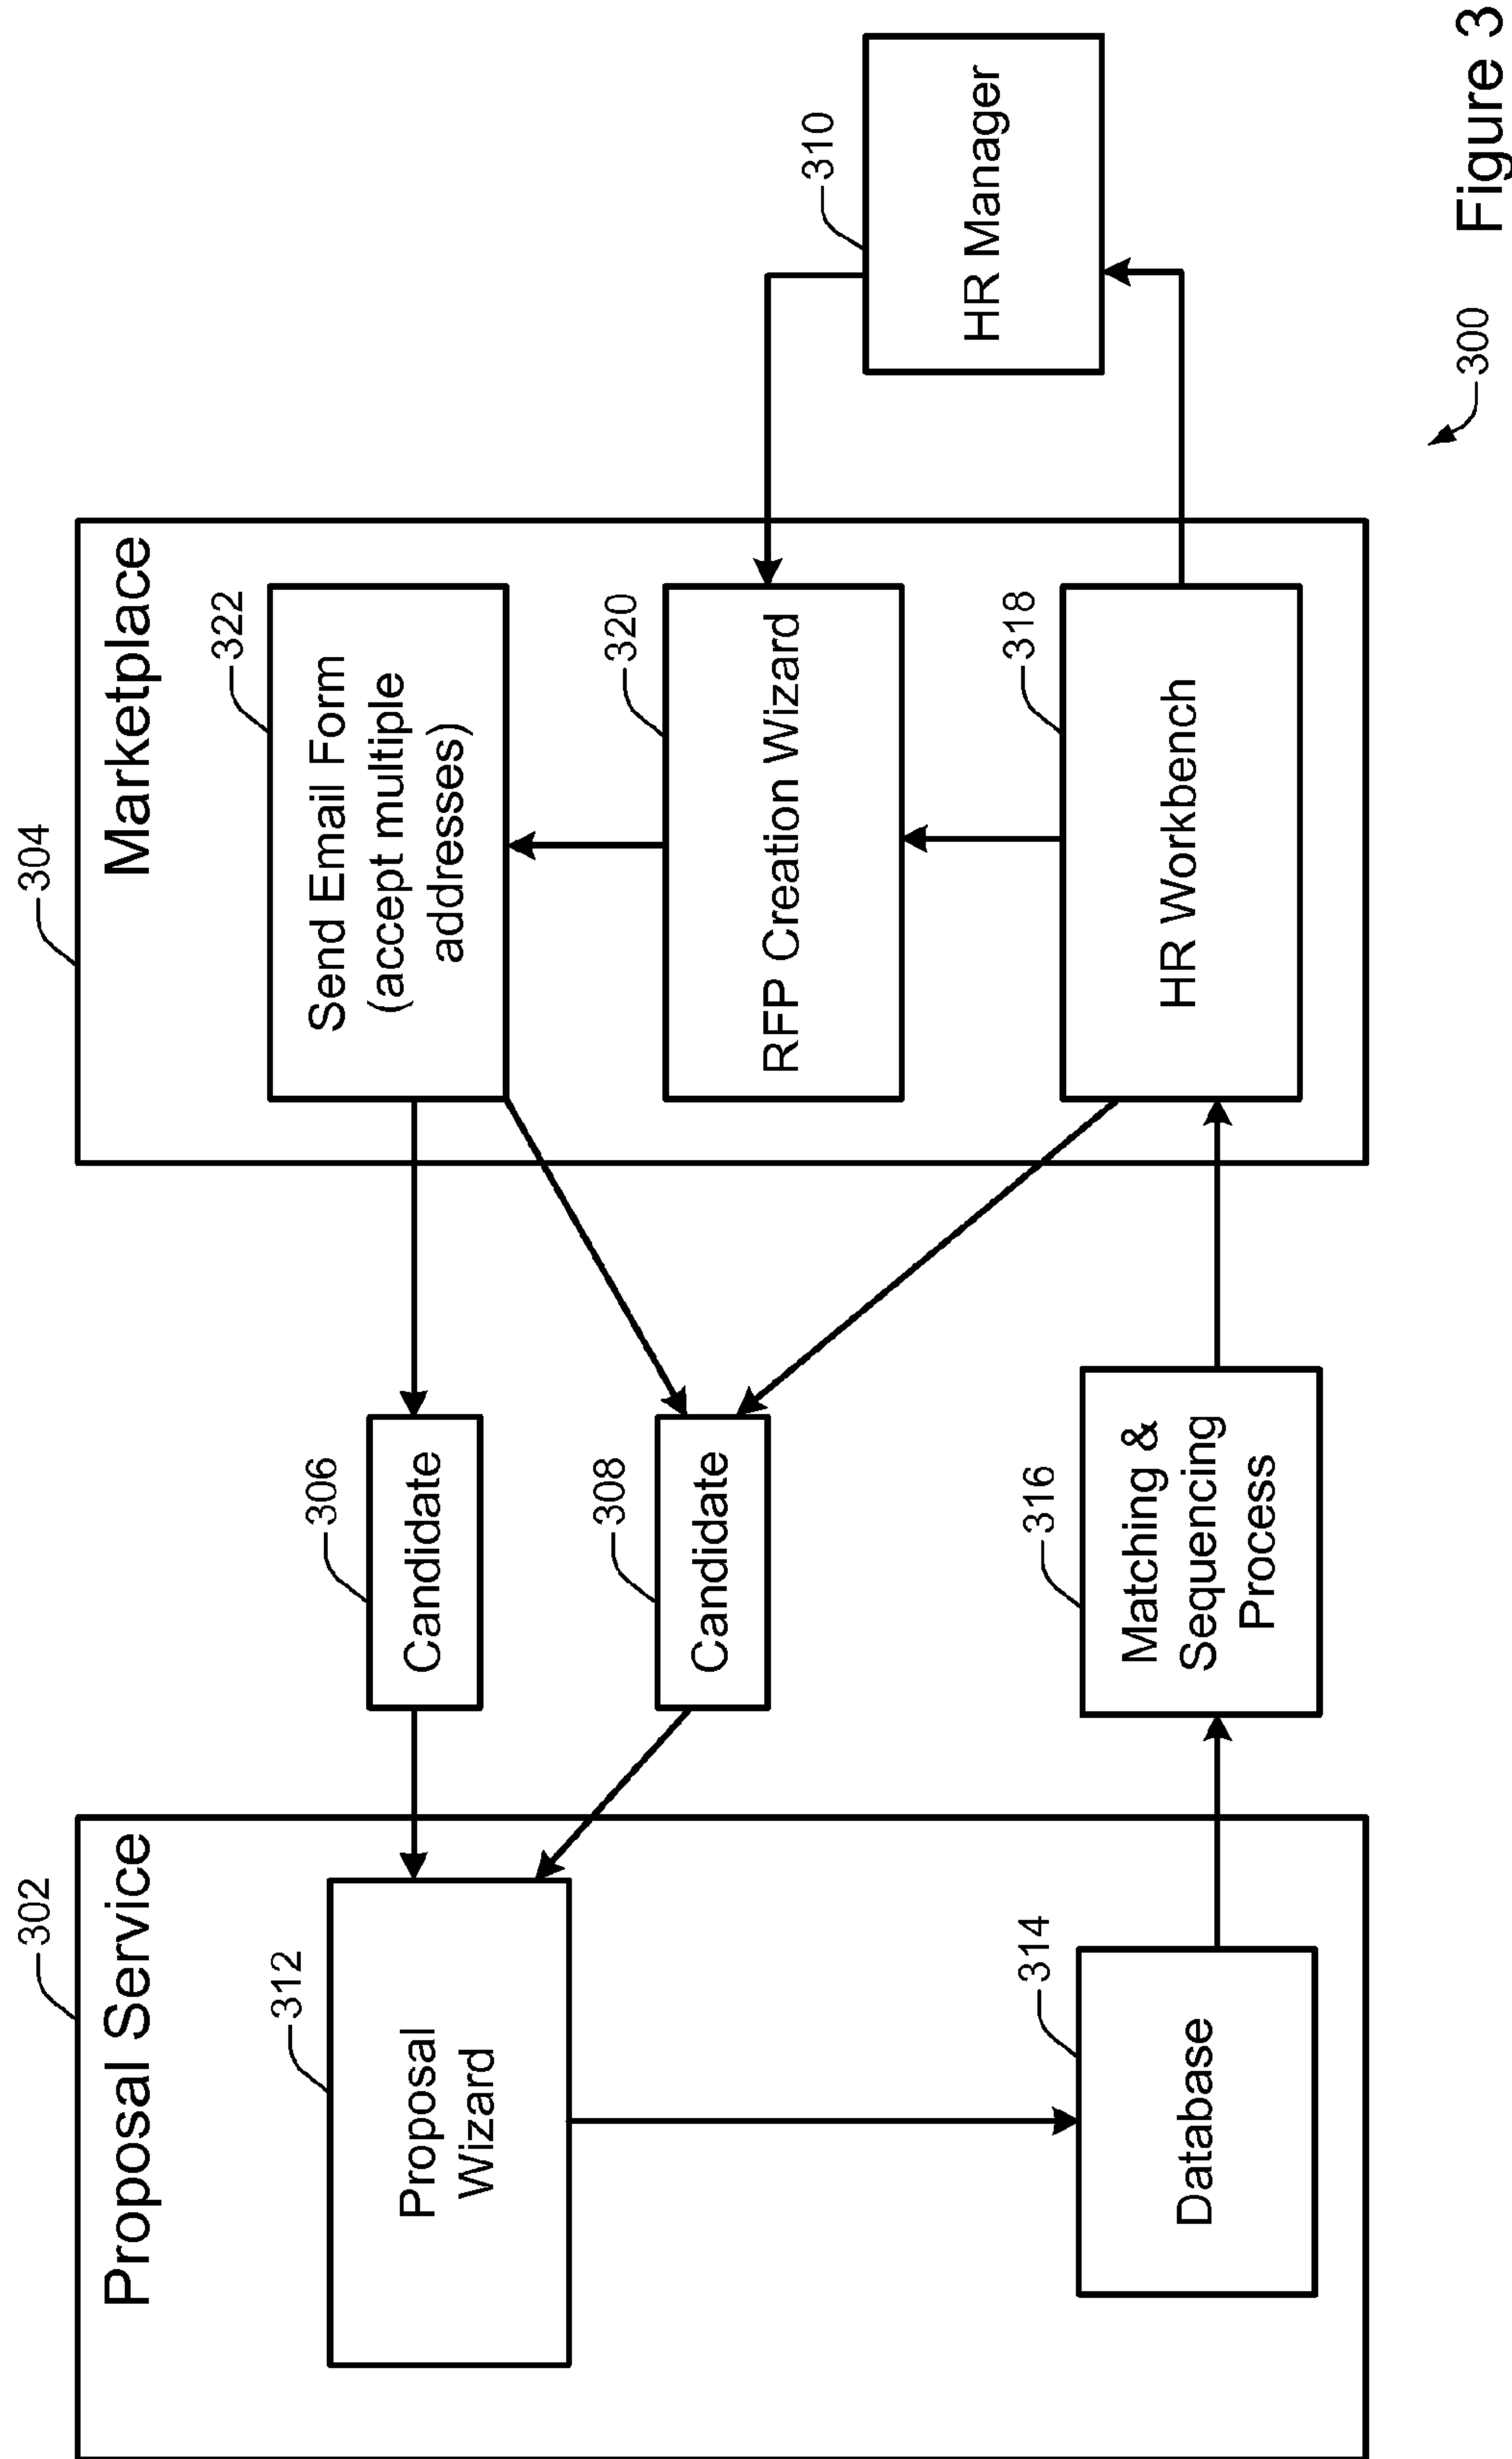 302
Proposal Service
312
Proposal
Wizard
314
Database
306
Candidate
308
Candidate
316
Matching &
Sequencing
Process
304
Marketplace
322
Send Email Form
(accept multiple
addresses)
320
RFP Creation Wizard
318
HR Workbench
310
HR Manager
300
Figure 3